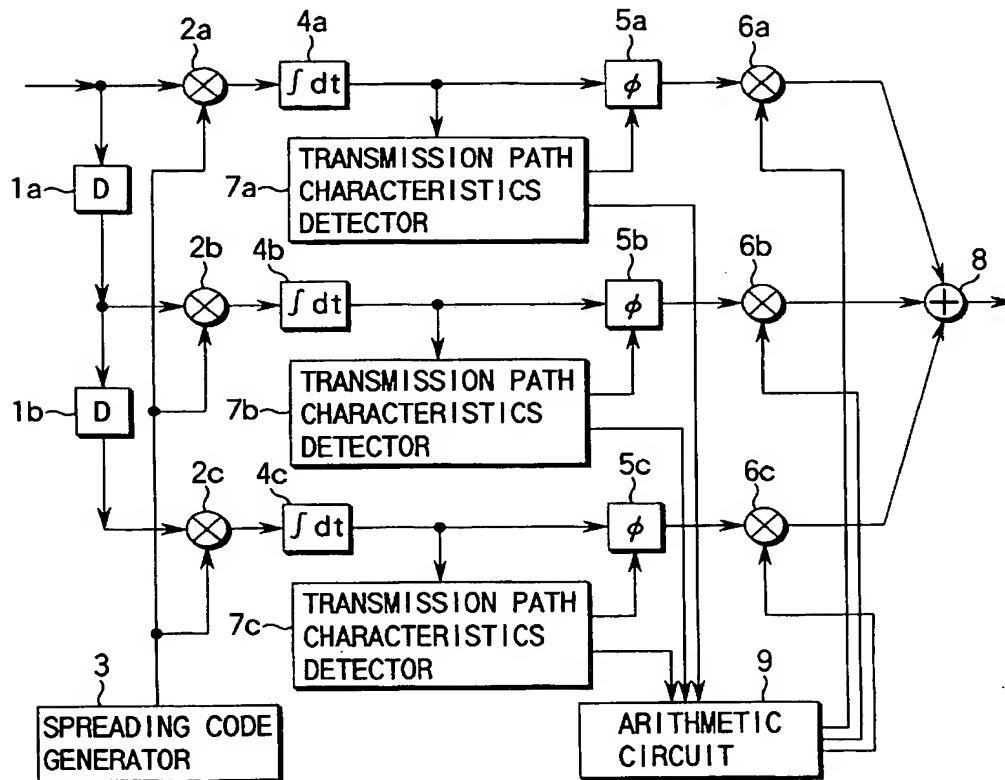 2a
4a
5a
6a
∫dt
ϕ
1a
D
7a
TRANSMISSION PATH
CHARACTERISTICS
DETECTOR
2b
4b
5b
6b
8
∫dt
ϕ
1b
D
7b
TRANSMISSION PATH
CHARACTERISTICS
DETECTOR
2c
4c
5c
6c
∫dt
ϕ
7c
TRANSMISSION PATH
CHARACTERISTICS
DETECTOR
3
SPREADING CODE
GENERATOR
9
ARITHMETIC
CIRCUIT